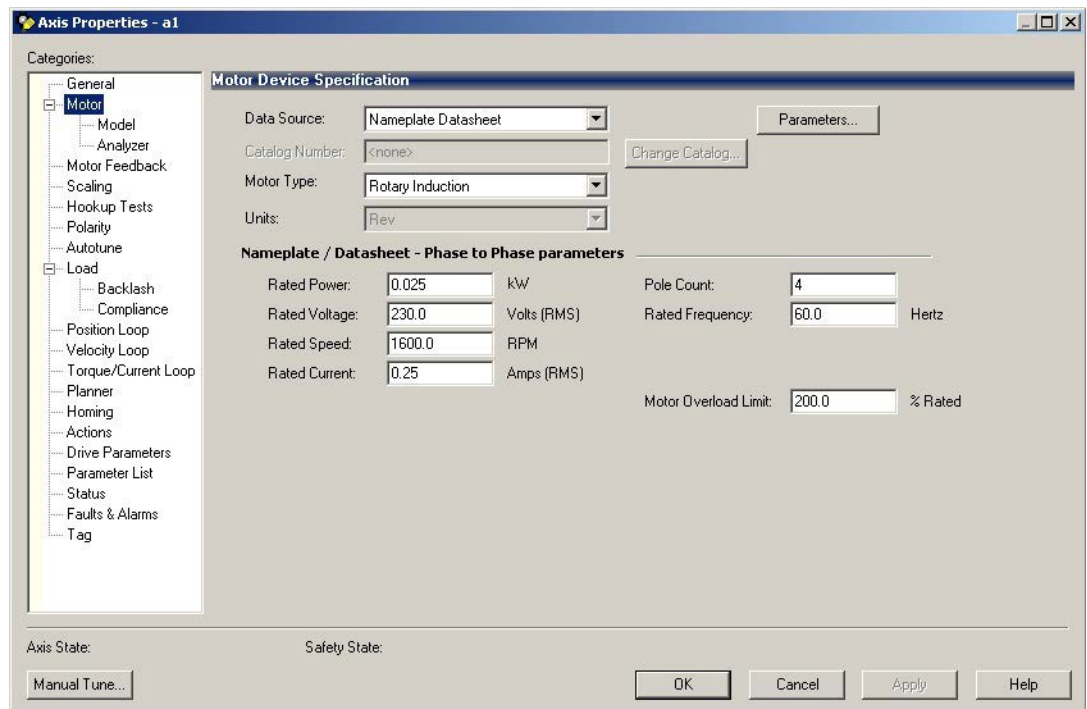 Axis Properties - a1
Categories:
General
Motor
Model
Analyzer
Motor Feedback
Scaling
Hookup Tests
Polarity
Autotune
Load
Backlash
Compliance
Position Loop
Velocity Loop
Torque/Current Loop
Planner
Homing
Actions
Drive Parameters
Parameter List
Status
Faults & Alarms
Tag
Motor Device Specification
Data Source: Nameplate Datasheet Parameters...
Catalog Number: <none> Change Catalog...
Motor Type: Rotary Induction
Units: Rev
Nameplate / Datasheet - Phase to Phase parameters
Rated Power: 0.025 kW Pole Count: 4
Rated Voltage: 230.0 Volts (RMS) Rated Frequency: 60.0 Hertz
Rated Speed: 1600.0 RPM
Rated Current: 0.25 Amps (RMS)
Motor Overload Limit: 200.0 % Rated
Axis State: Safety State:
Manual Tune... OK Cancel Apply Help